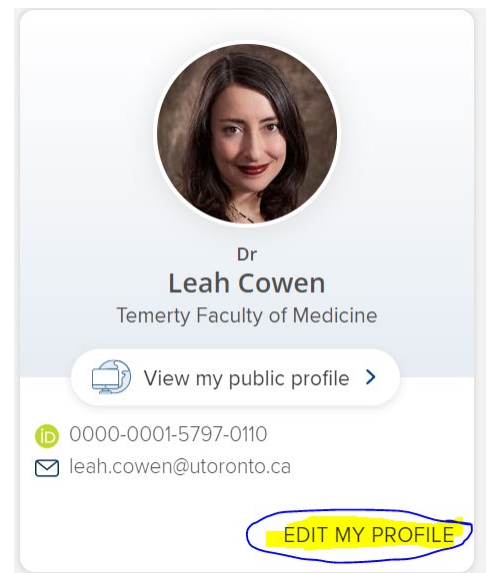 Dr
Leah Cowen
Temerty Faculty of Medicine
View my public profile
iD 0000-0001-5797-0110
leah.cowen@utoronto.ca
EDIT MY PROFILE